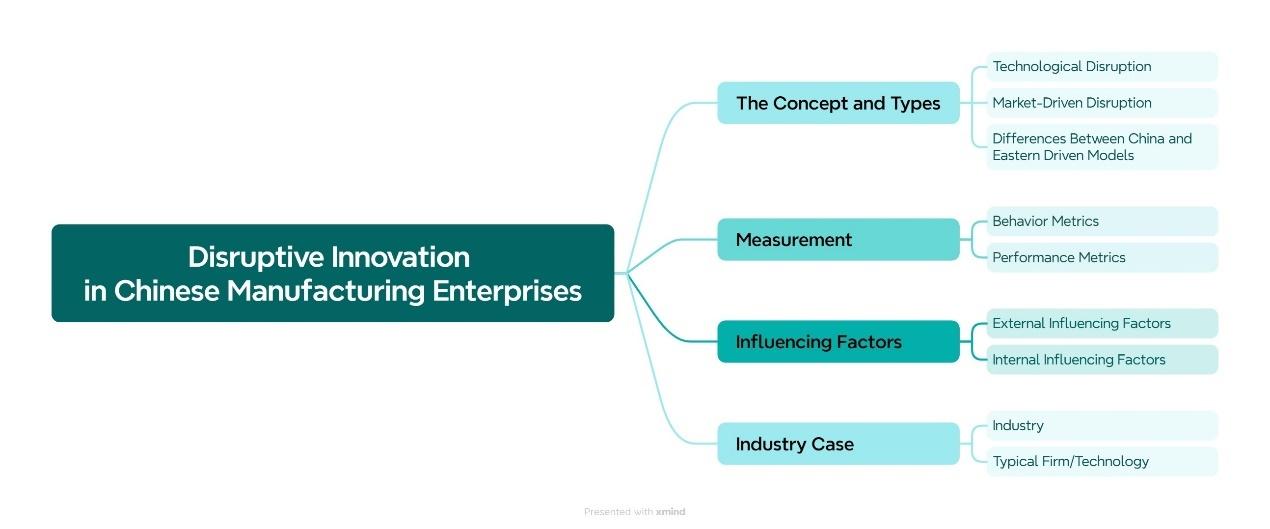 Disruptive Innovation
in Chinese Manufacturing Enterprises
The Concept and Types
Technological Disruption
Market-Driven Disruption
Differences Between China and
Eastern Driven Models
Measurement
Behavior Metrics
Performance Metrics
Influencing Factors
External Influencing Factors
Internal Influencing Factors
Industry Case
Industry
Typical Firm/Technology
Presented with xmind